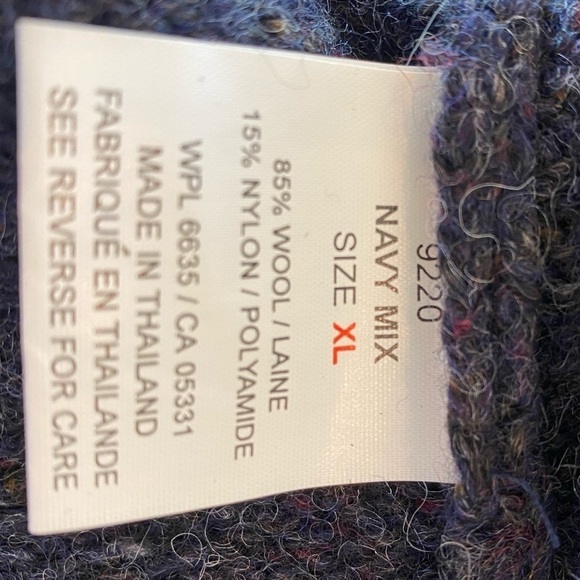 9220
NAVY MIX
SIZE XL
85% WOOL / LAINE
15% NYLON / POLYAMIDE
WPL 6635 / CA 05331
MADE IN THAILAND
FABRIQUÉ EN THAILANDE
SEE REVERSE FOR CARE